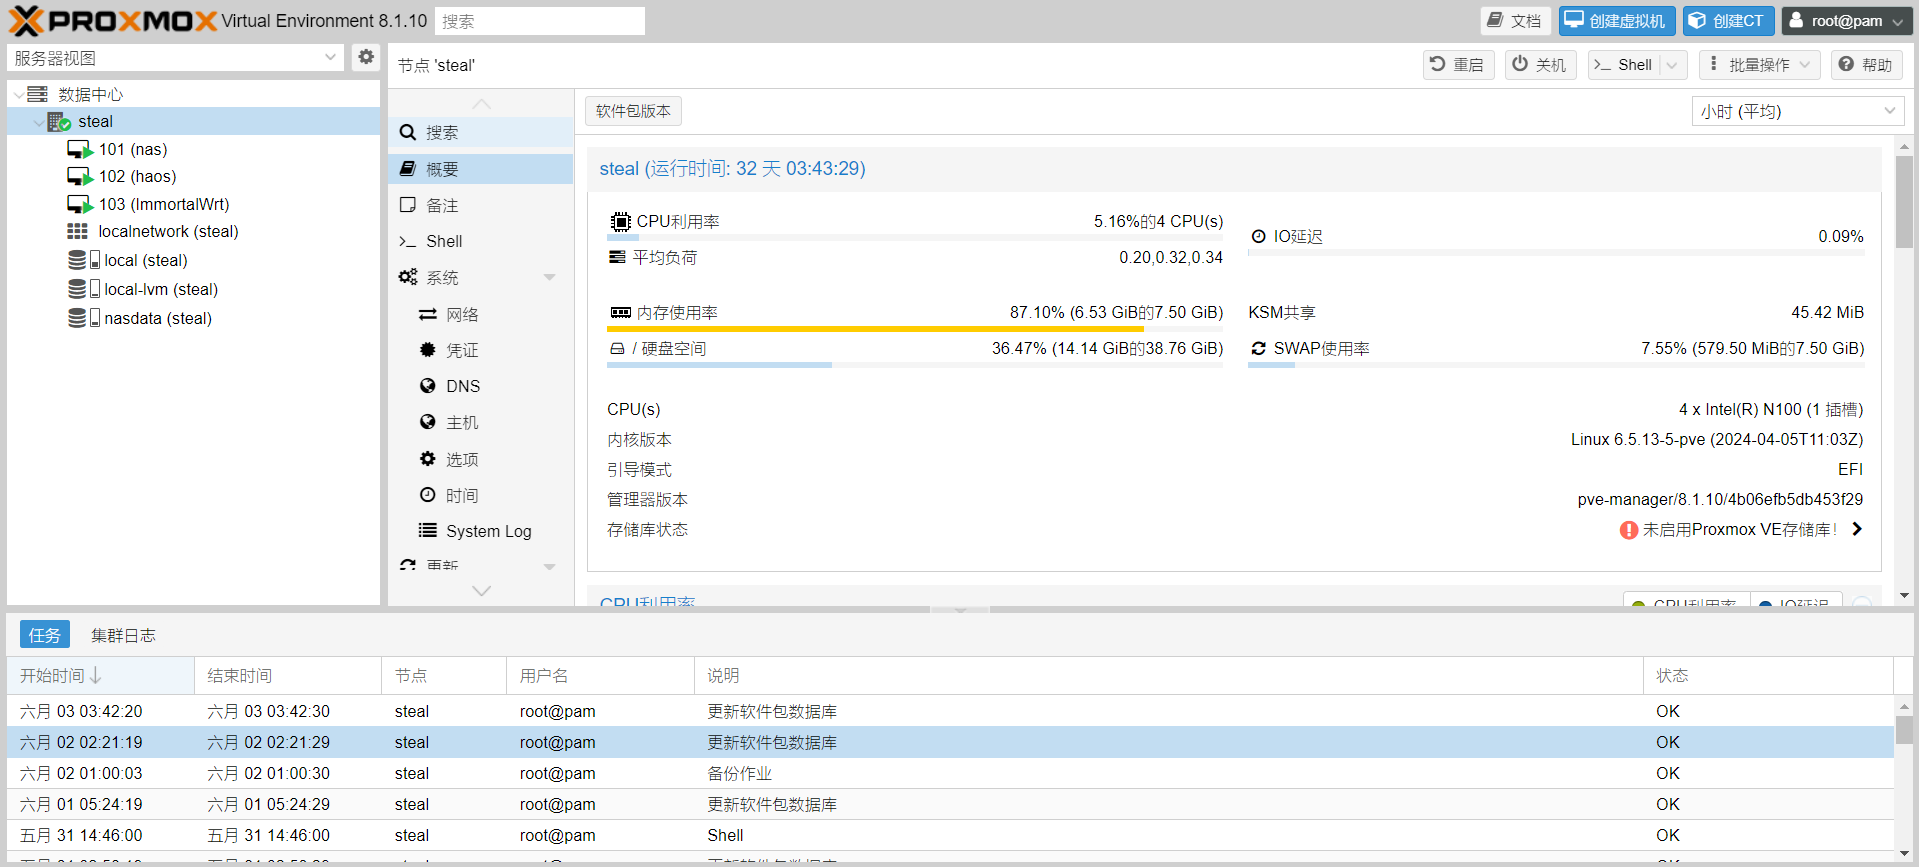 PROXMOX Virtual Environment 8.1.10 搜索 文档 创建虚拟机 创建CT root@pam
服务器视图
数据中心
steal
101 (nas)
102 (haos)
103 (ImmortalWrt)
localnetwork (steal)
local (steal)
local-lvm (steal)
nasdata (steal)
节点 'steal' 重启 关机 Shell 批量操作 帮助
搜索
概要
备注
Shell
系统
网络
凭证
DNS
主机
选项
时间
System Log
更新
软件包版本 小时 (平均)
steal (运行时间: 32 天 03:43:29)
CPU利用率 5.16%的4 CPU(s)
IO延迟 0.09%
平均负荷 0.20,0.32,0.34
内存使用率 87.10% (6.53 GiB的7.50 GiB)
KSM共享 45.42 MiB
/ 硬盘空间 36.47% (14.14 GiB的38.76 GiB)
SWAP使用率 7.55% (579.50 MiB的7.50 GiB)
CPU(s) 4 x Intel(R) N100 (1 插槽)
内核版本 Linux 6.5.13-5-pve (2024-04-05T11:03Z)
引导模式 EFI
管理器版本 pve-manager/8.1.10/4b06efb5db453f29
存储库状态 未启用Proxmox VE存储库!
CPU利用率 CPU利用率 IO延迟
任务 集群日志
开始时间 结束时间 节点 用户名 说明 状态
六月 03 03:42:20 六月 03 03:42:30 steal root@pam 更新软件包数据库 OK
六月 02 02:21:19 六月 02 02:21:29 steal root@pam 更新软件包数据库 OK
六月 02 01:00:03 六月 02 01:00:30 steal root@pam 备份作业 OK
六月 01 05:24:19 六月 01 05:24:29 steal root@pam 更新软件包数据库 OK
五月 31 14:46:00 五月 31 14:46:00 steal root@pam Shell OK